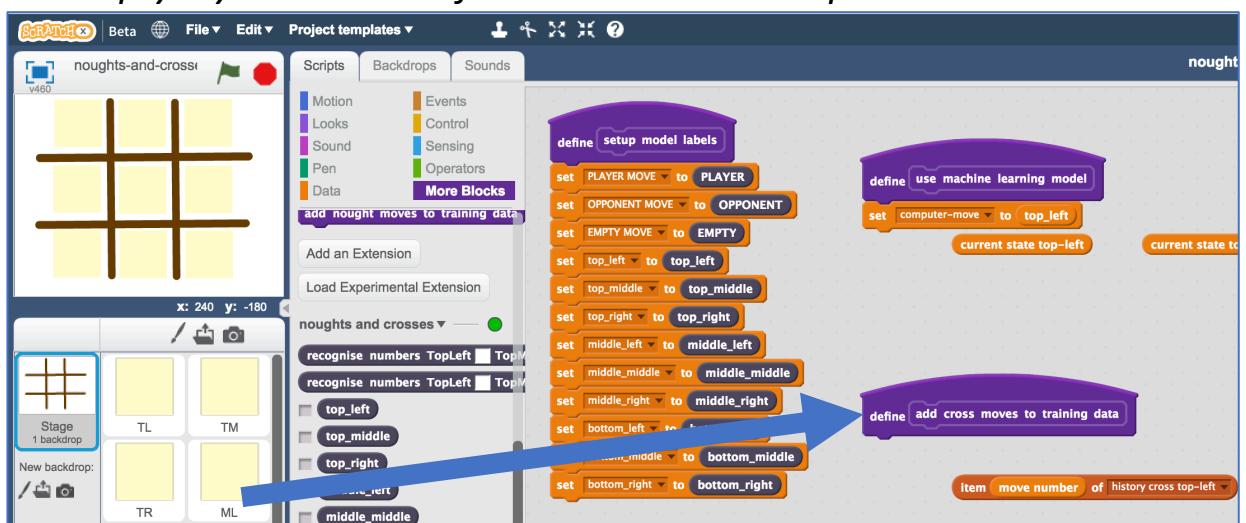 SCRATCHX Beta File Edit Project templates
noughts-and-crosse
v460
Scripts Backdrops Sounds
nought
Motion Events
Looks Control
Sound Sensing
Pen Operators
Data More Blocks
add nought moves to training data
Add an Extension
Load Experimental Extension
noughts and crosses
recognise numbers TopLeft TopM
recognise numbers TopLeft TopM
top_left
top_middle
top_right
middle_middle
x: 240 y: -180
Stage
1 backdrop
New backdrop:
TL TM
TR ML
define setup model labels
set PLAYER MOVE to PLAYER
set OPPONENT MOVE to OPPONENT
set EMPTY MOVE to EMPTY
set top_left to top_left
set top_middle to top_middle
set top_right to top_right
set middle_left to middle_left
set middle_middle to middle_middle
set middle_right to middle_right
set bottom_left to
set to bottom_middle
set bottom_right to bottom_right
define use machine learning model
set computer-move to top_left
current state top-left current state to
define add cross moves to training data
item move number of history cross top-left